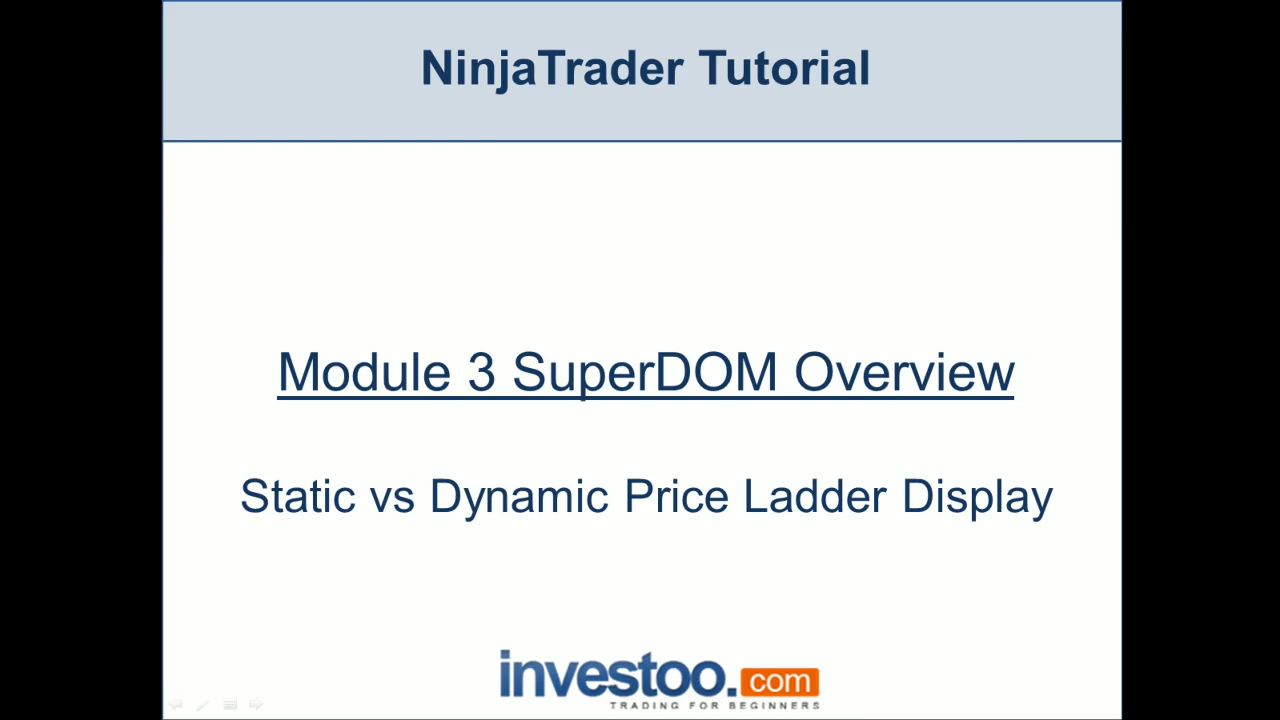 NinjaTrader Tutorial
Module 3 SuperDOM Overview
Static vs Dynamic Price Ladder Display
investoo.com
TRADING FOR BEGINNERS